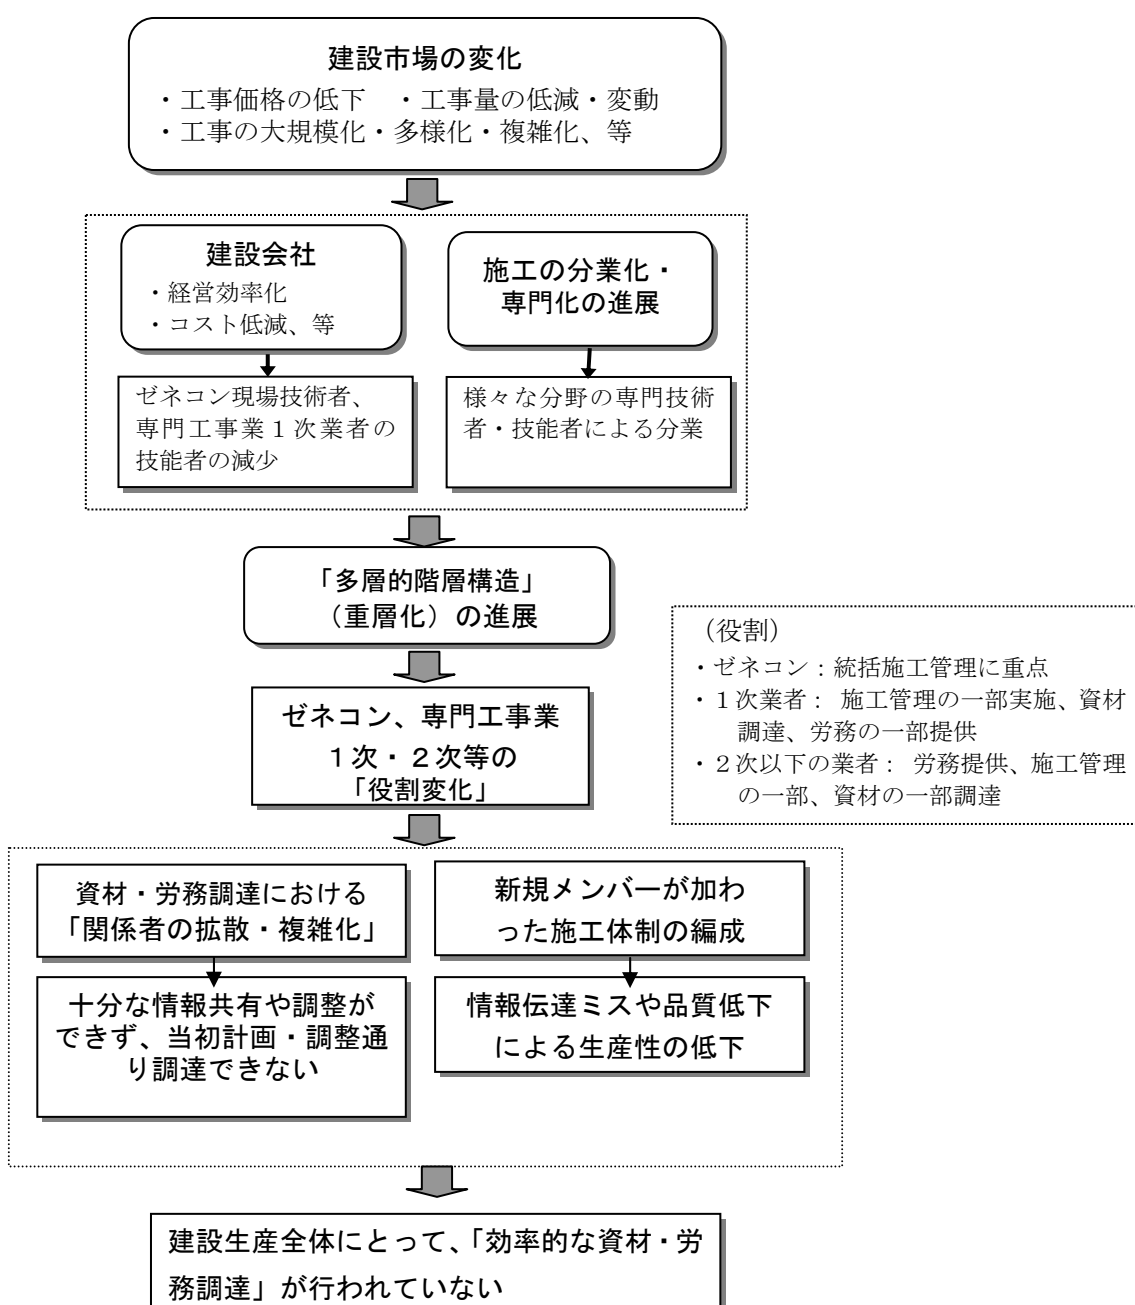 建設市場の変化
・工事価格の低下　・工事量の低減・変動
・工事の大規模化・多様化・複雑化、等
建設会社
・経営効率化
・コスト低減、等
施工の分業化・
専門化の進展
ゼネコン現場技術者、
専門工事業１次業者の
技能者の減少
様々な分野の専門技術
者・技能者による分業
「多層的階層構造」
（重層化）の進展
ゼネコン、専門工事業
１次・２次等の
「役割変化」
（役割）
・ゼネコン：統括施工管理に重点
・１次業者： 施工管理の一部実施、資材
調達、労務の一部提供
・２次以下の業者： 労務提供、施工管理
の一部、資材の一部調達
資材・労務調達における
「関係者の拡散・複雑化」
新規メンバーが加わ
った施工体制の編成
十分な情報共有や調整が
できず、当初計画・調整通
り調達できない
情報伝達ミスや品質低下
による生産性の低下
建設生産全体にとって、「効率的な資材・労
務調達」が行われていない